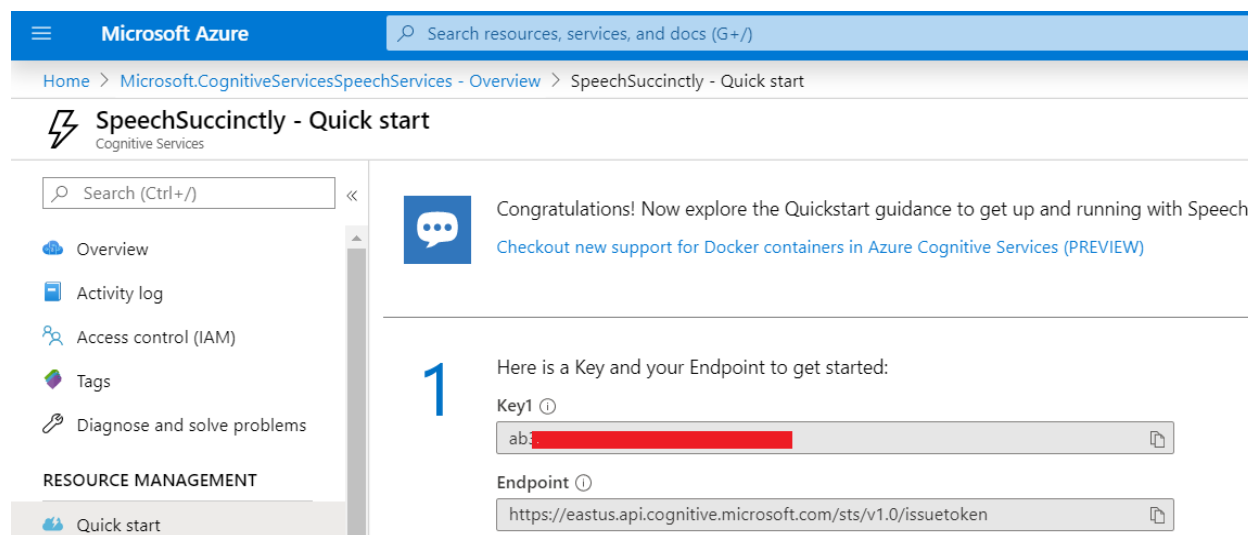 Microsoft Azure
Search resources, services, and docs (G+/)
Home > Microsoft.CognitiveServicesSpeechServices - Overview > SpeechSuccinctly - Quick start
SpeechSuccinctly - Quick start
Cognitive Services
Search (Ctrl+/)
«
Overview
Activity log
Access control (IAM)
Tags
Diagnose and solve problems
RESOURCE MANAGEMENT
Quick start
Congratulations! Now explore the Quickstart guidance to get up and running with Speech
Checkout new support for Docker containers in Azure Cognitive Services (PREVIEW)
1
Here is a Key and your Endpoint to get started:
Key1
Endpoint
https://eastus.api.cognitive.microsoft.com/sts/v1.0/issuetoken